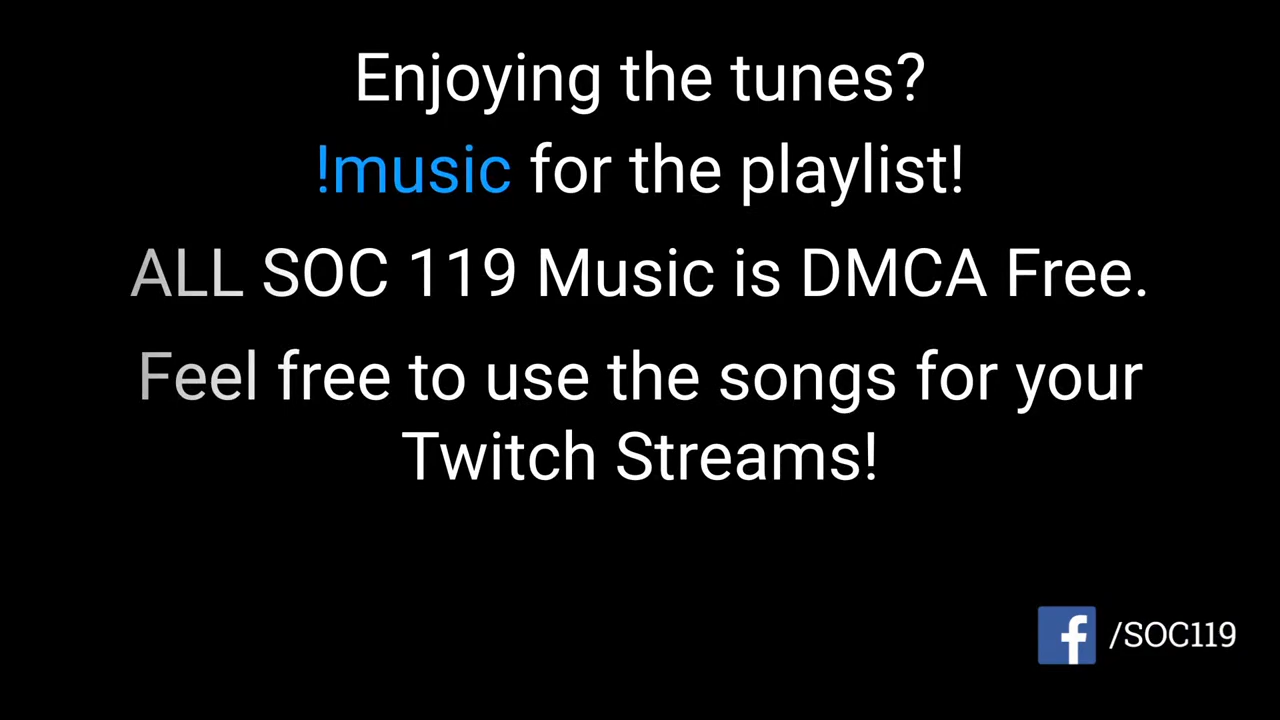 Enjoying the tunes?
!music for the playlist!
ALL SOC 119 Music is DMCA Free.
Feel free to use the songs for your
Twitch Streams!
/SOC119